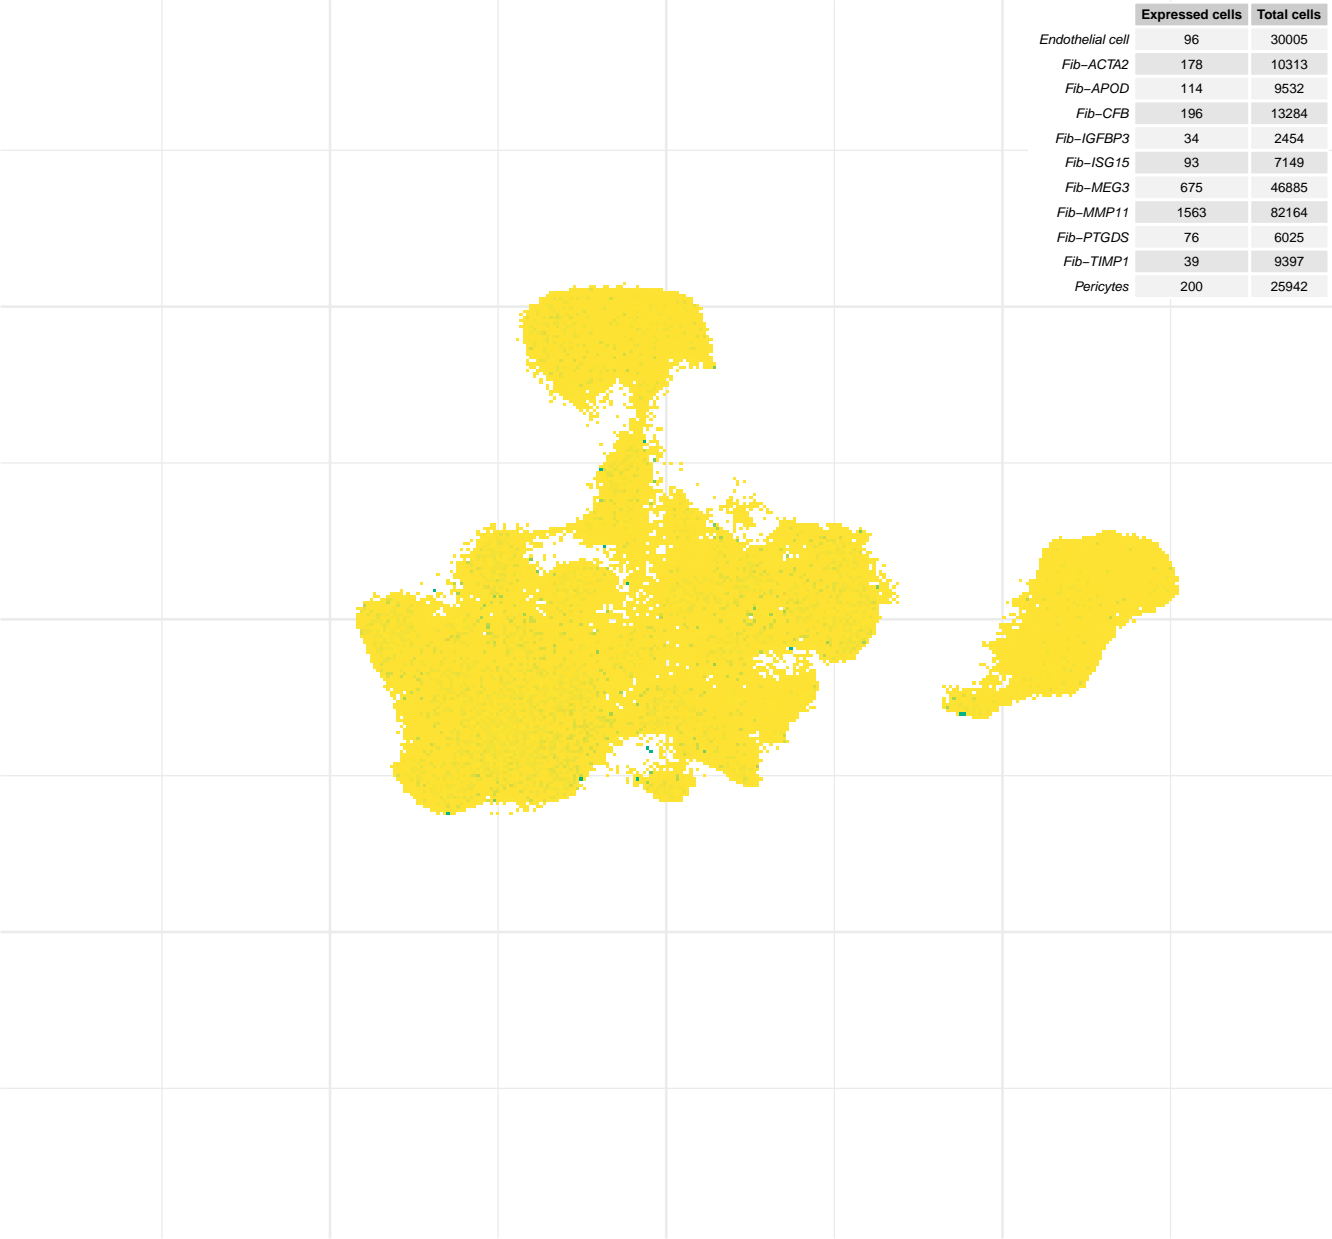 Expressed cells Total cells
Endothelial cell 96 30005
Fib−ACTA2 178 10313
Fib−APOD 114 9532
Fib−CFB 196 13284
Fib−IGFBP3 34 2454
Fib−ISG15 93 7149
Fib−MEG3 675 46885
Fib−MMP11 1563 82164
Fib−PTGDS 76 6025
Fib−TIMP1 39 9397
Pericytes 200 25942